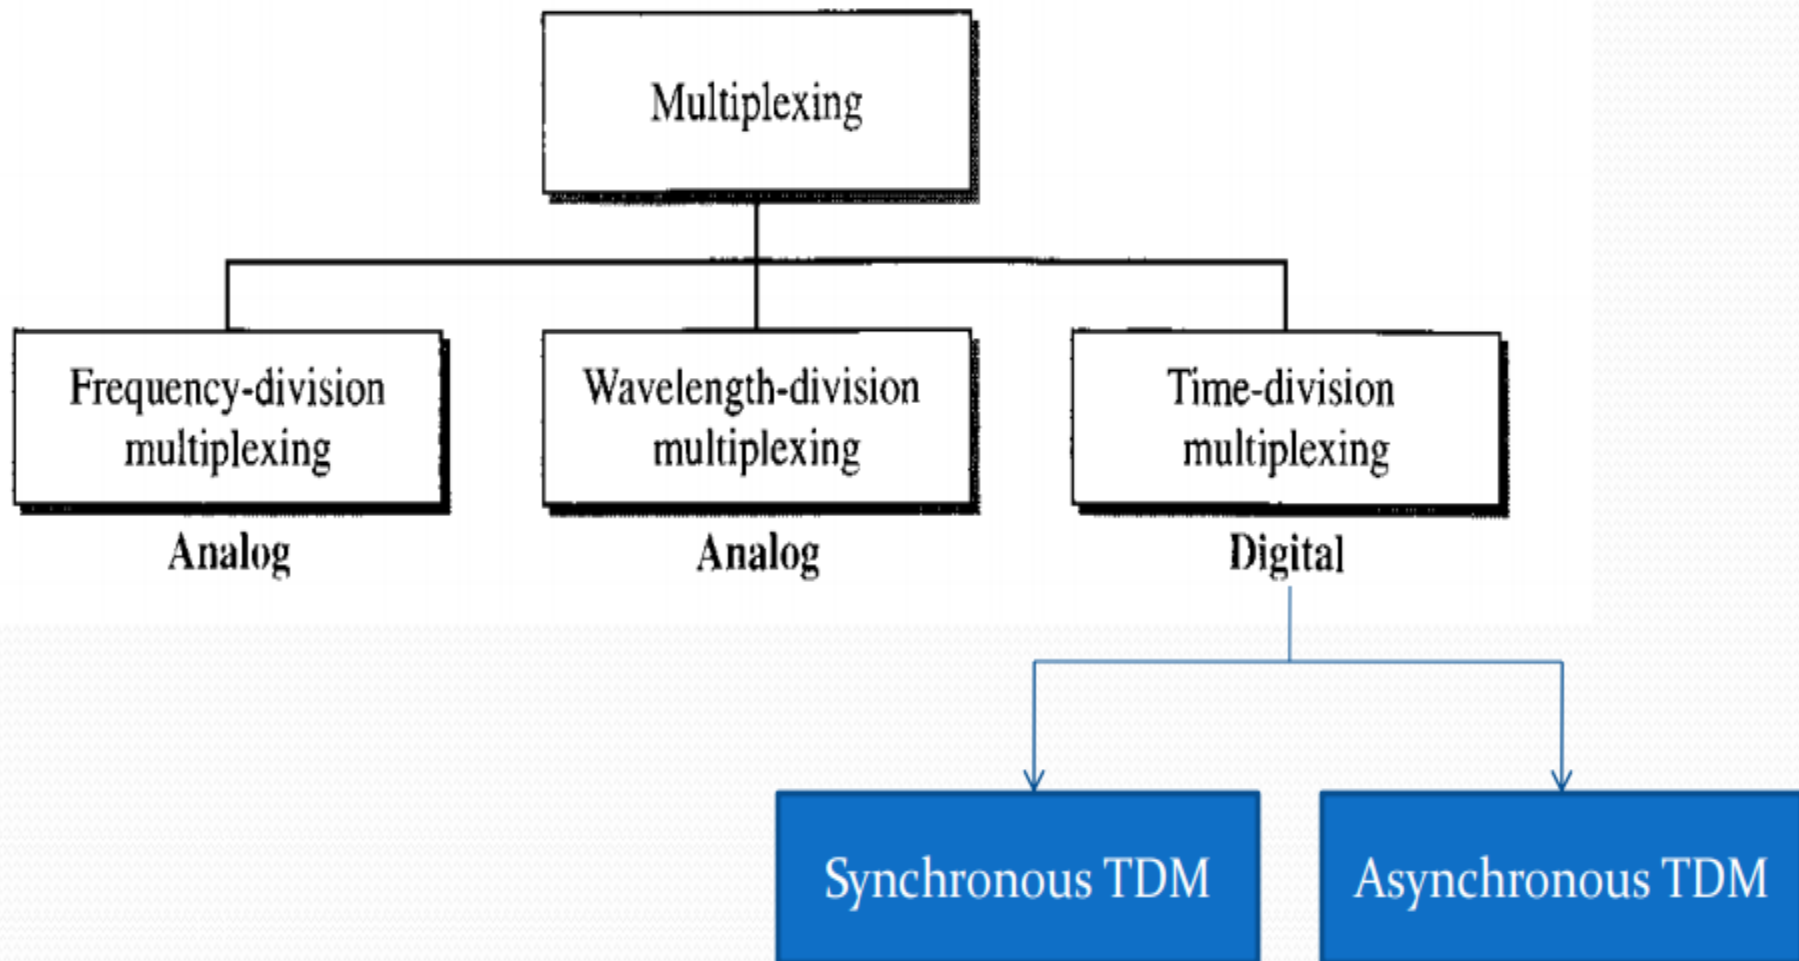 Multiplexing
Frequency-division
multiplexing
Wavelength-division
multiplexing
Time-division
multiplexing
Analog
Analog
Digital
Synchronous TDM
Asynchronous TDM